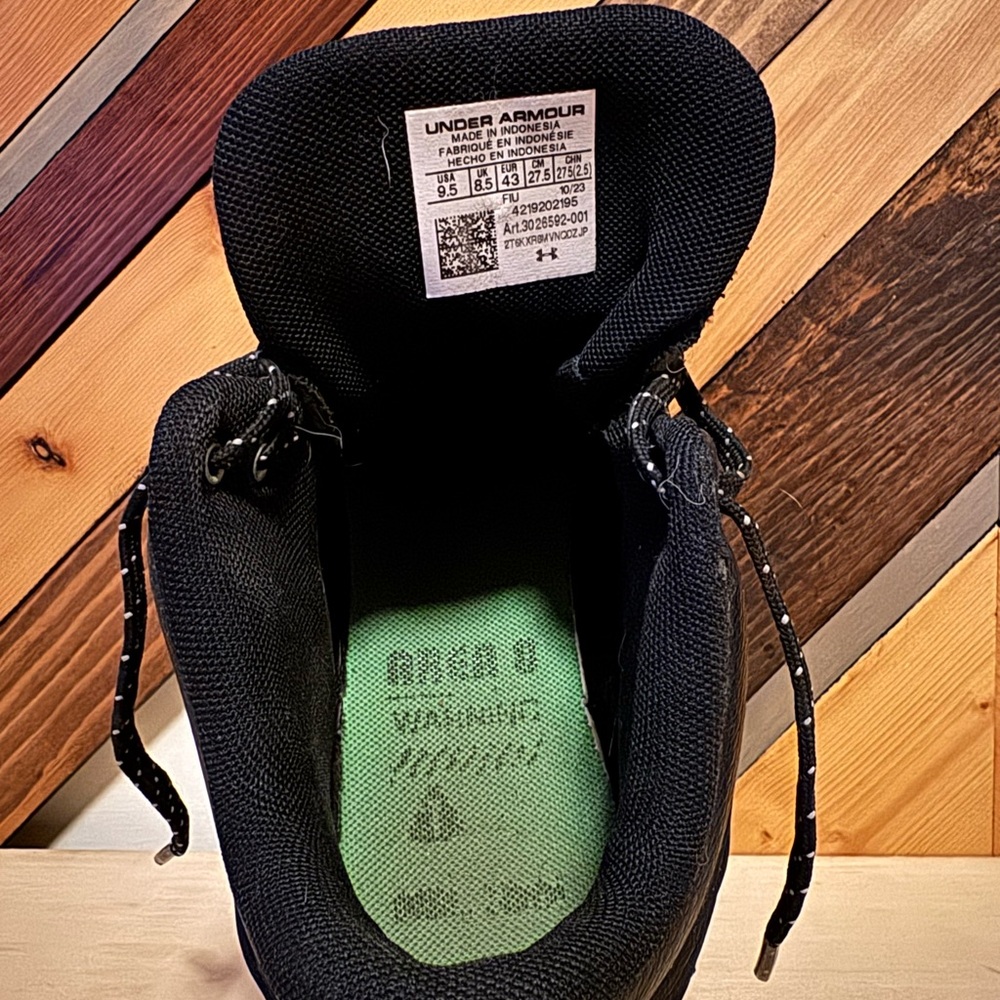 UNDER ARMOUR
MADE IN INDONESIA
FABRIQUÉ EN INDONÉSIE
HECHO EN INDONESIA
USA UK EUR CM CHN
9.5 8.5 43 27.5 275(2.5)
FIU 10/23
4219202195
Art.3026592-001
WARNING